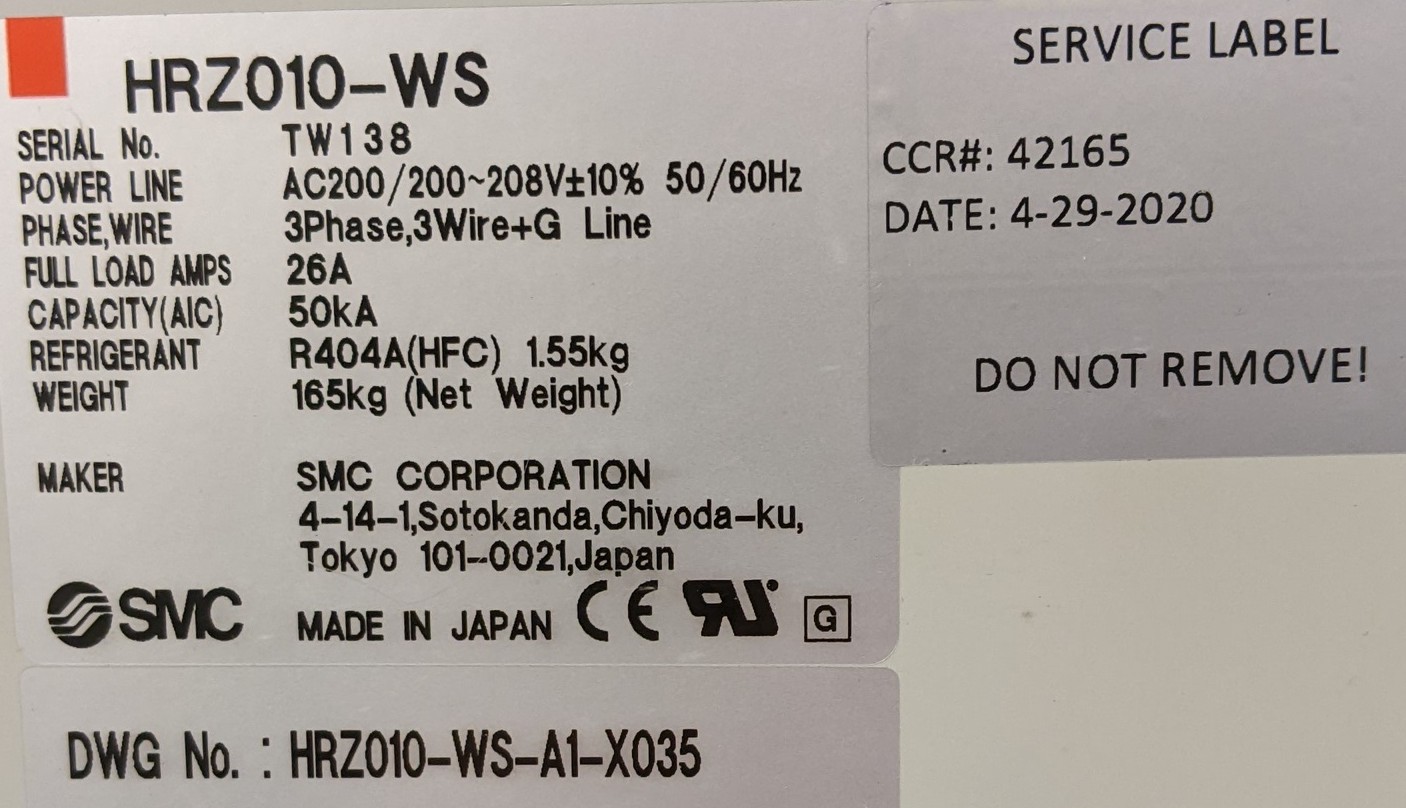 HRZ010-WS
SERIAL No. TW138
POWER LINE AC200/200~208V±10% 50/60Hz
PHASE,WIRE 3Phase,3Wire+G Line
FULL LOAD AMPS 26A
CAPACITY(AIC) 50kA
REFRIGERANT R404A(HFC) 1.55kg
WEIGHT 165kg (Net Weight)
MAKER SMC CORPORATION
4-14-1,Sotokanda,Chiyoda-ku,
Tokyo 101-0021,Japan
SMC MADE IN JAPAN CE RU G
DWG No. : HRZ010-WS-A1-X035
SERVICE LABEL
CCR#: 42165
DATE: 4-29-2020
DO NOT REMOVE!